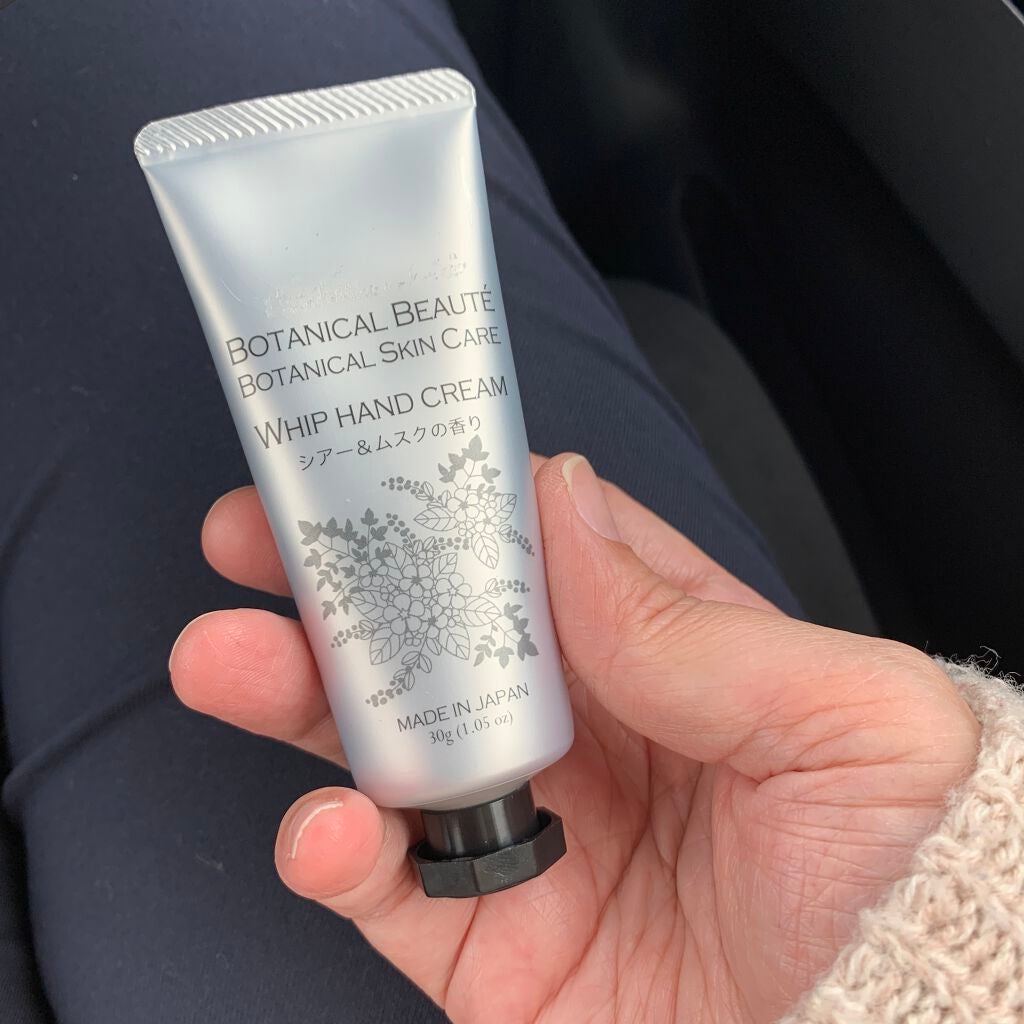 BOTANICAL BEAUTÉ
BOTANICAL SKIN CARE
WHIP HAND CREAM
シアー&ムスクの香り
MADE IN JAPAN
30g (1.05 oz)